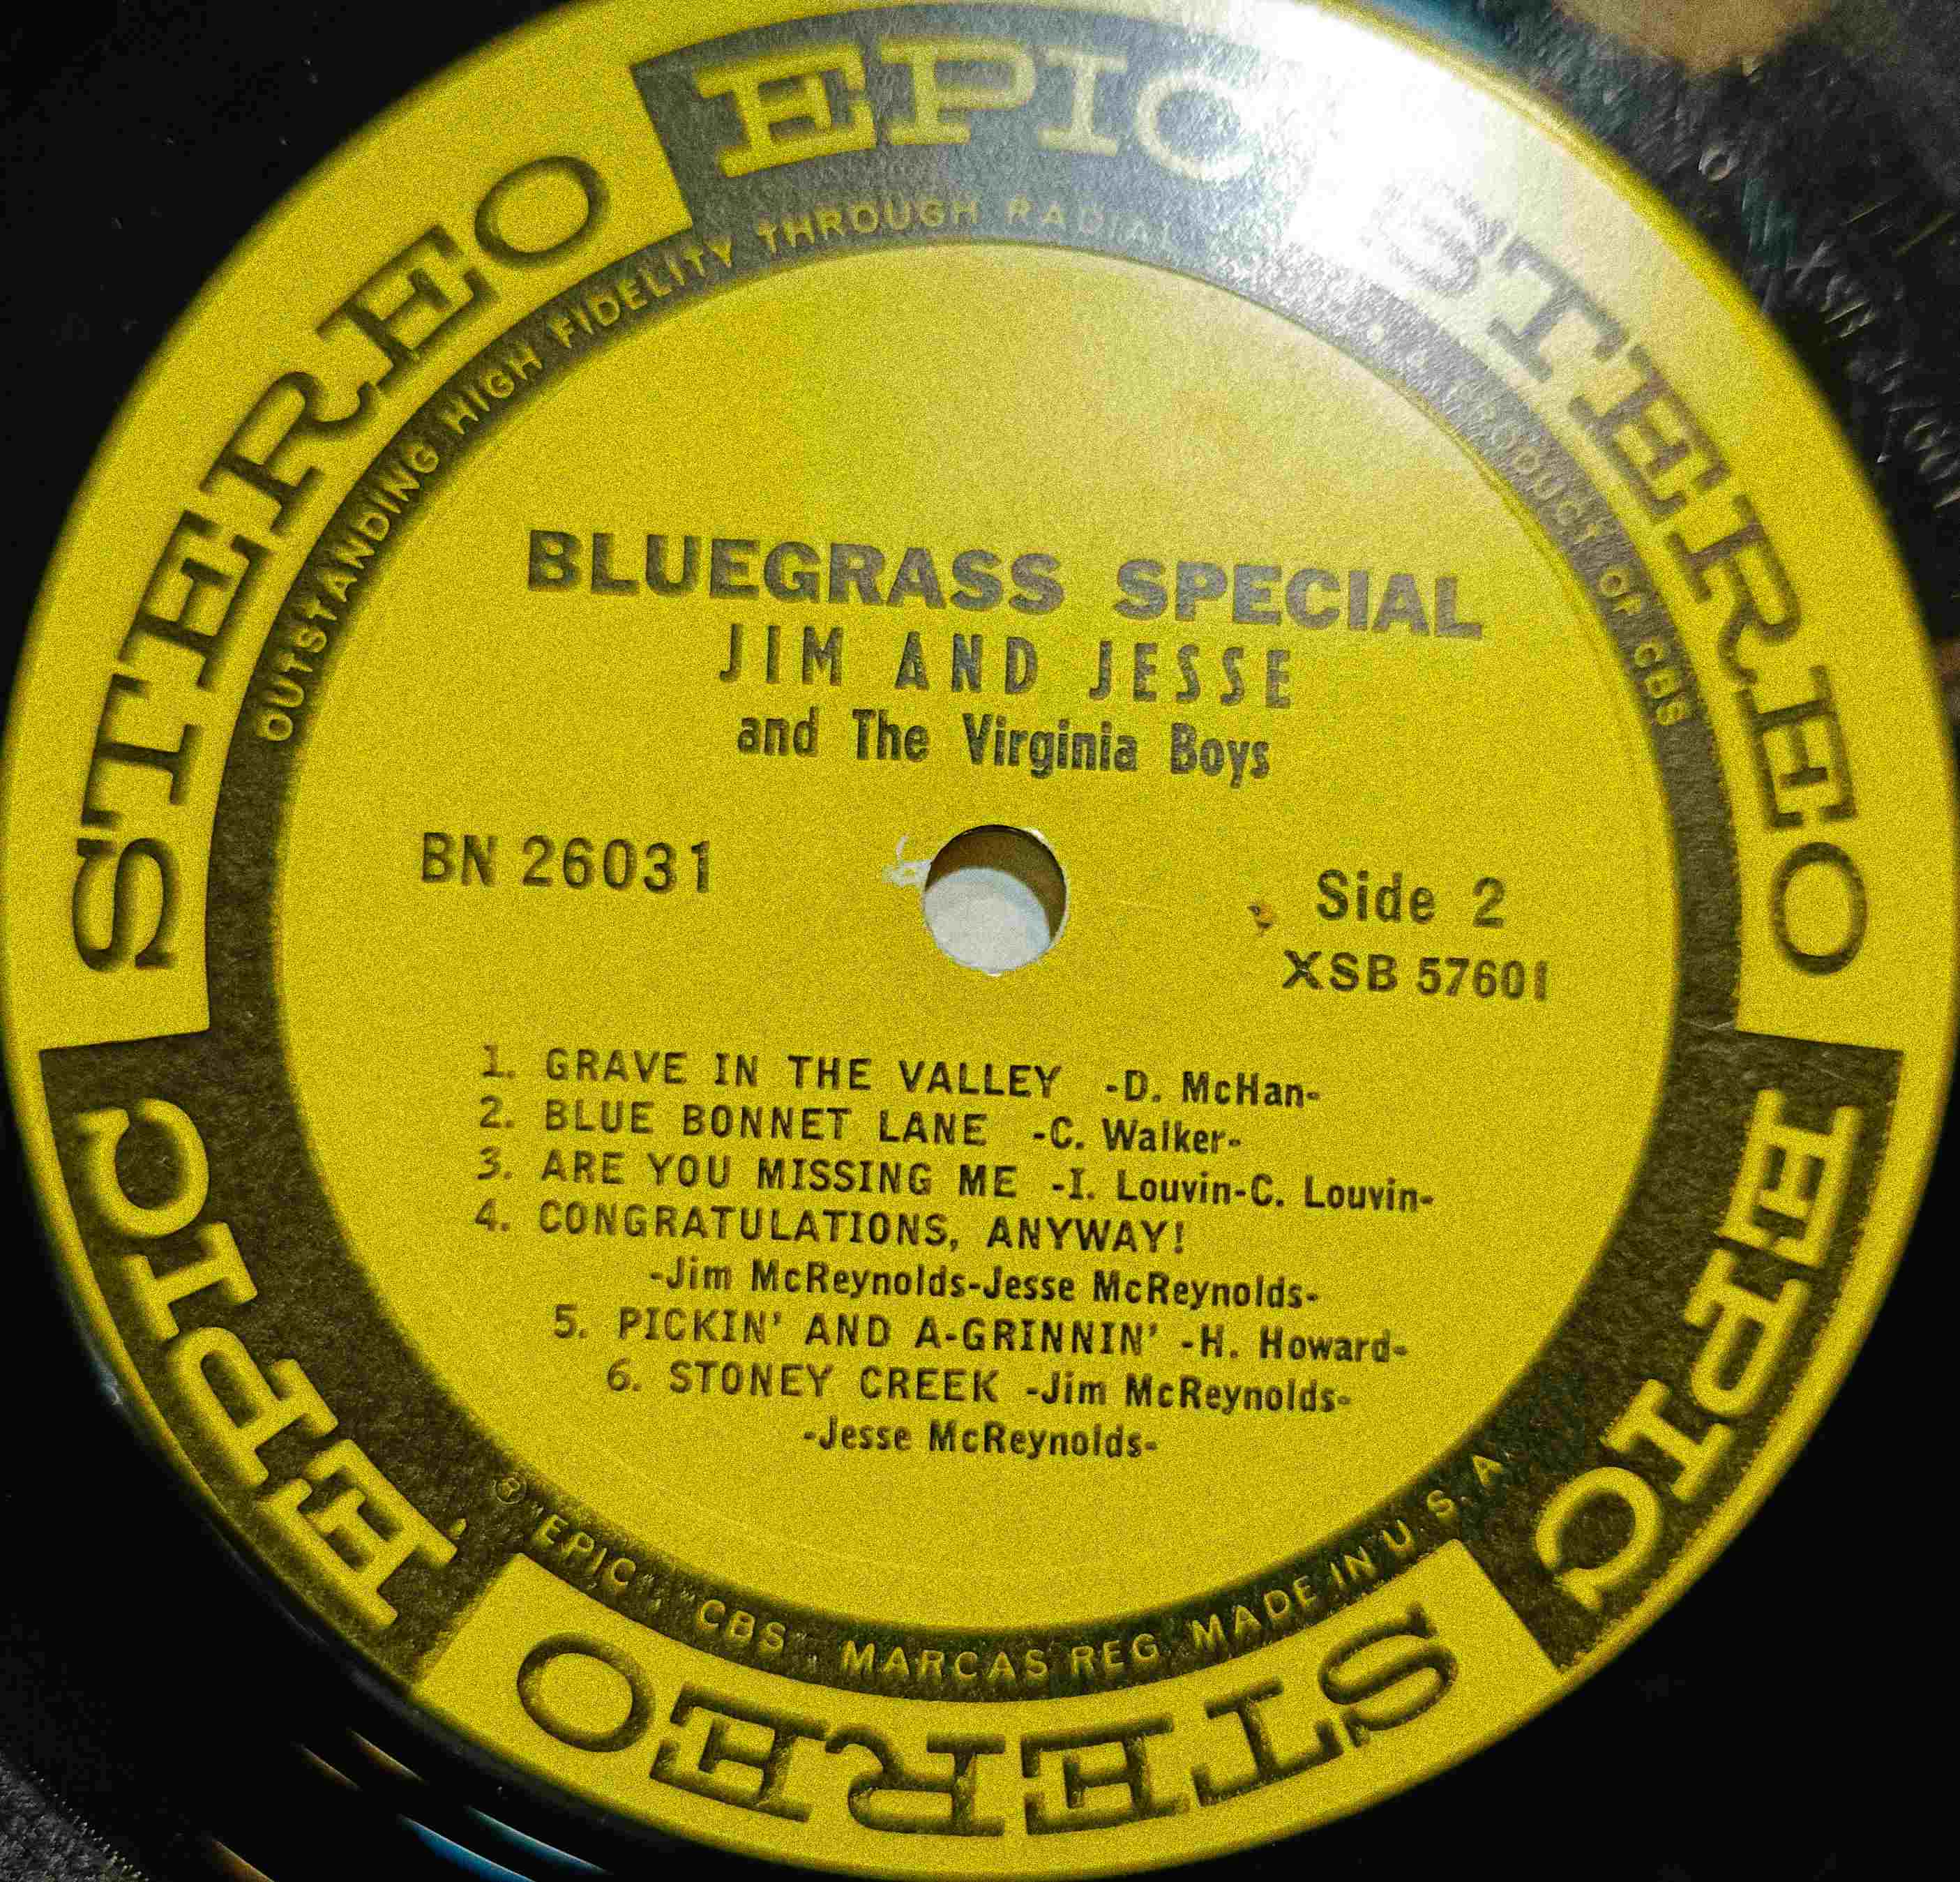 EPIC
STEREO
STEREO
OUTSTANDING HIGH FIDELITY THROUGH RADIAL
PRODUCT OF CBS
BLUEGRASS SPECIAL
JIM AND JESSE
and The Virginia Boys
BN 26031
Side 2
XSB 57601
1. GRAVE IN THE VALLEY -D. McHan-
2. BLUE BONNET LANE -C. Walker-
3. ARE YOU MISSING ME -I. Louvin-C. Louvin-
4. CONGRATULATIONS, ANYWAY!
-Jim McReynolds-Jesse McReynolds-
5. PICKIN' AND A-GRINNIN' -H. Howard-
6. STONEY CREEK -Jim McReynolds-
-Jesse McReynolds-
EPIC
EPIC
® "EPIC", "CBS", MARCAS REG. MADE IN U.S.A.
STEREO